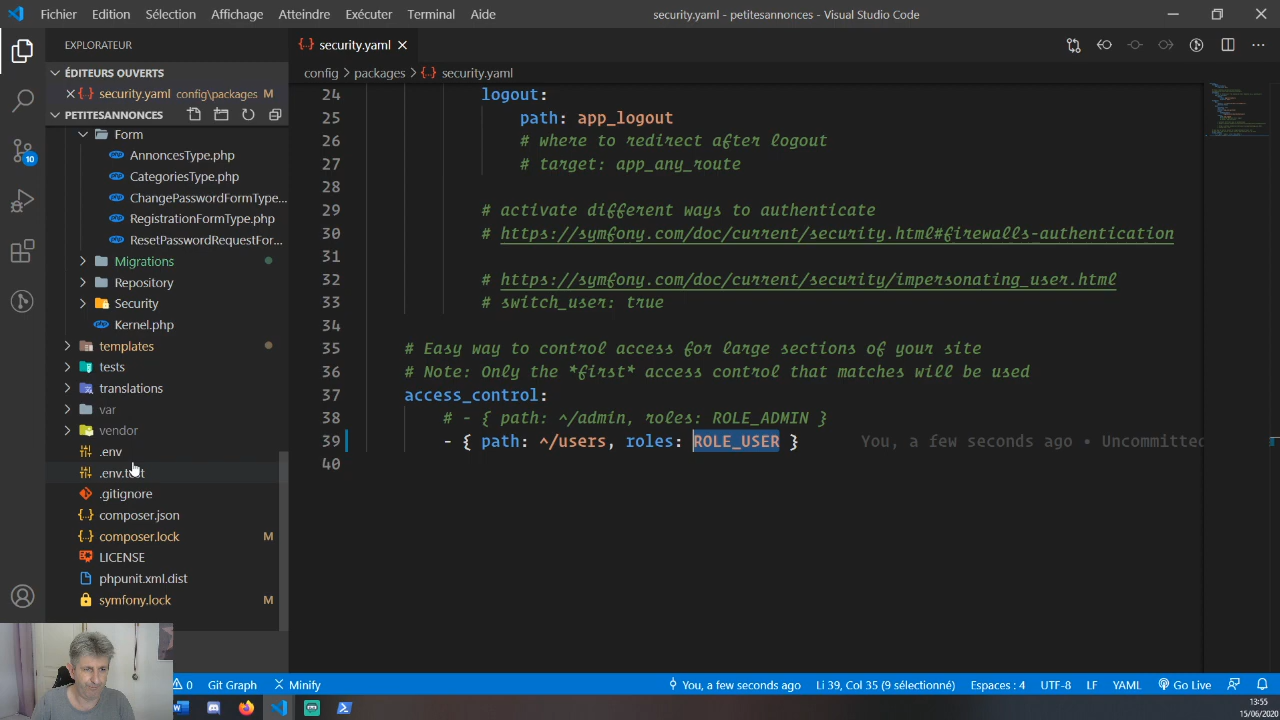 Fichier Edition Sélection Affichage Atteindre Exécuter Terminal Aide security.yaml - petitesannonces - Visual Studio Code
EXPLORATEUR
ÉDITEURS OUVERTS
security.yaml config\packages M
PETITESANNONCES
Form
AnnoncesType.php
CategoriesType.php
ChangePasswordFormType...
RegistrationFormType.php
ResetPasswordRequestFor...
Migrations
Repository
Security
Kernel.php
templates
tests
translations
var
vendor
.env
.env.test
.gitignore
composer.json
composer.lock M
LICENSE
phpunit.xml.dist
symfony.lock M
10
security.yaml
config > packages > security.yaml
24 logout:
25 path: app_logout
26 # where to redirect after logout
27 # target: app_any_route
28
29 # activate different ways to authenticate
30 # https://symfony.com/doc/current/security.html#firewalls-authentication
31
32 # https://symfony.com/doc/current/security/impersonating_user.html
33 # switch_user: true
34
35 # Easy way to control access for large sections of your site
36 # Note: Only the *first* access control that matches will be used
37 access_control:
38 # - { path: ^/admin, roles: ROLE_ADMIN }
39 - { path: ^/users, roles: ROLE_USER } You, a few seconds ago • Uncommitted
40
0 Git Graph Minify You, a few seconds ago Li 39, Col 35 (9 sélectionné) Espaces : 4 UTF-8 LF YAML Go Live
13:55
15/06/2020